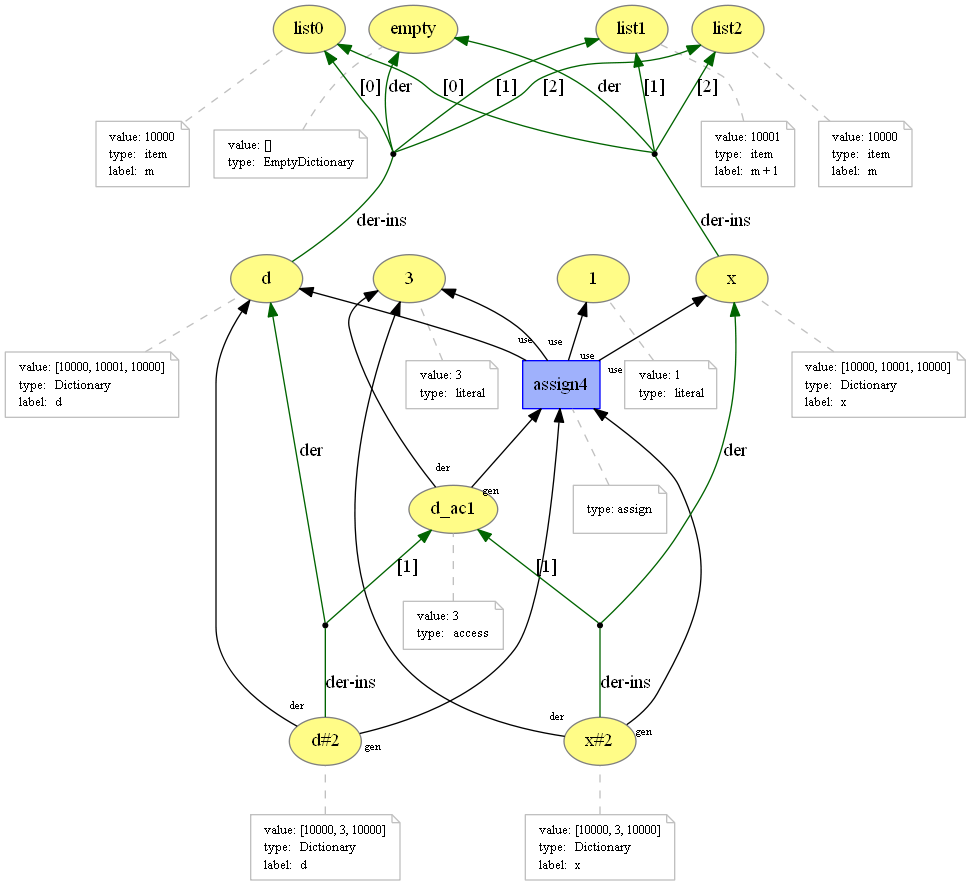 list0
empty
list1
list2
[0]
der
[0]
[1]
[2]
der
[1]
[2]
value: 10000
type: item
label: m
value: []
type: EmptyDictionary
value: 10001
type: item
label: m + 1
value: 10000
type: item
label: m
der-ins
der-ins
d
3
1
x
use
use
use
use
value: [10000, 10001, 10000]
type: Dictionary
label: d
value: 3
type: literal
assign4
value: 1
type: literal
value: [10000, 10001, 10000]
type: Dictionary
label: x
der
der
der
gen
d_ac1
type: assign
[1]
[1]
value: 3
type: access
der-ins
der-ins
der
gen
der
gen
d#2
x#2
value: [10000, 3, 10000]
type: Dictionary
label: d
value: [10000, 3, 10000]
type: Dictionary
label: x